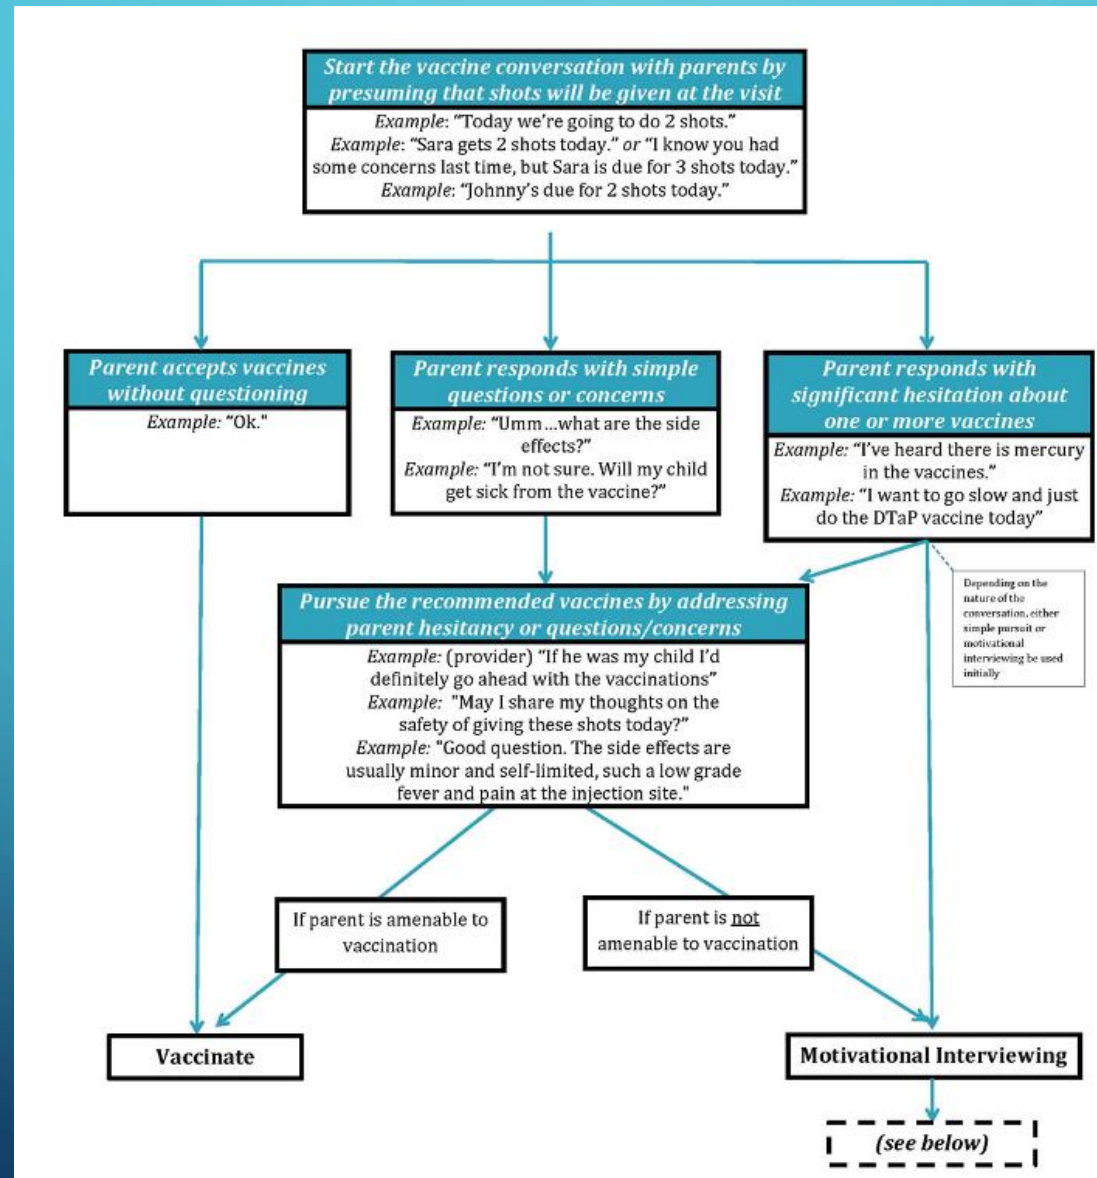 Start the vaccine conversation with parents by
presuming that shots will be given at the visit
Example: “Today we’re going to do 2 shots.”
Example: “Sara gets 2 shots today.” or “I know you had
some concerns last time, but Sara is due for 3 shots today.”
Example: “Johnny’s due for 2 shots today.”
Parent accepts vaccines
without questioning
Example: “Ok."
Parent responds with simple
questions or concerns
Example: “Umm…what are the side
effects?”
Example: “I’m not sure. Will my child
get sick from the vaccine?”
Parent responds with
significant hesitation about
one or more vaccines
Example: “I’ve heard there is mercury
in the vaccines.”
Example: “I want to go slow and just
do the DTaP vaccine today”
Depending on the
nature of the
conversation, either
simple pursuit or
motivational
interviewing be used
initially
Pursue the recommended vaccines by addressing
parent hesitancy or questions/concerns
Example: (provider) “If he was my child I’d
definitely go ahead with the vaccinations”
Example: "May I share my thoughts on the
safety of giving these shots today?”
Example: "Good question. The side effects are
usually minor and self-limited, such a low grade
fever and pain at the injection site."
If parent is amenable to
vaccination
If parent is not
amenable to vaccination
Vaccinate
Motivational Interviewing
(see below)